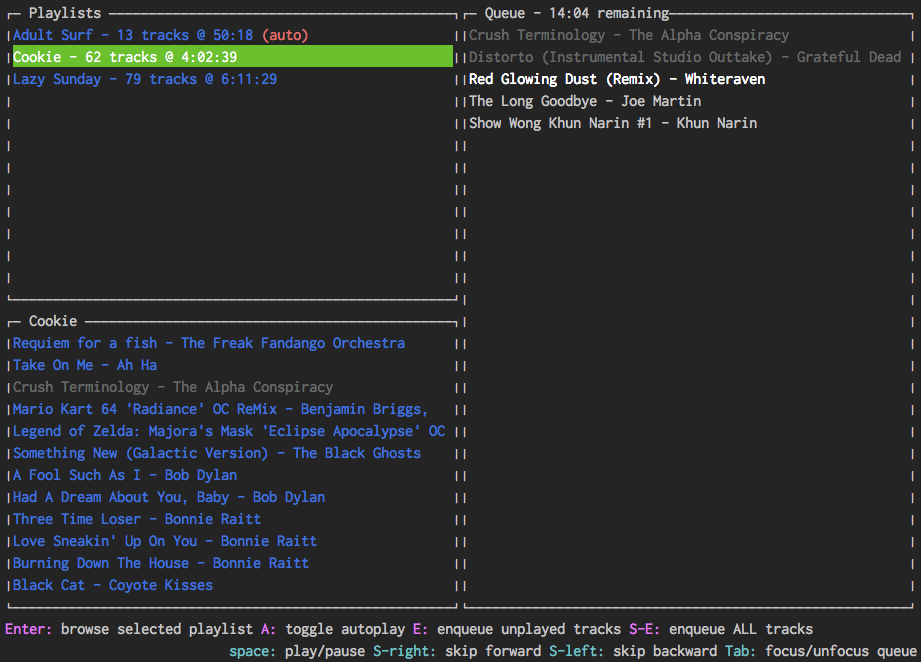 Playlists
Adult Surf - 13 tracks @ 50:18 (auto)
Cookie - 62 tracks @ 4:02:39
Lazy Sunday - 79 tracks @ 6:11:29
Cookie
Requiem for a fish - The Freak Fandango Orchestra
Take On Me - Ah Ha
Crush Terminology - The Alpha Conspiracy
Mario Kart 64 'Radiance' OC ReMix - Benjamin Briggs,
Legend of Zelda: Majora's Mask 'Eclipse Apocalypse' OC
Something New (Galactic Version) - The Black Ghosts
A Fool Such As I - Bob Dylan
Had A Dream About You, Baby - Bob Dylan
Three Time Loser - Bonnie Raitt
Love Sneakin' Up On You - Bonnie Raitt
Burning Down The House - Bonnie Raitt
Black Cat - Coyote Kisses
Queue - 14:04 remaining
Crush Terminology - The Alpha Conspiracy
Distorto (Instrumental Studio Outtake) - Grateful Dead
Red Glowing Dust (Remix) - Whiteraven
The Long Goodbye - Joe Martin
Show Wong Khun Narin #1 - Khun Narin
Enter: browse selected playlist A: toggle autoplay E: enqueue unplayed tracks S-E: enqueue ALL tracks
space: play/pause S-right: skip forward S-left: skip backward Tab: focus/unfocus queue